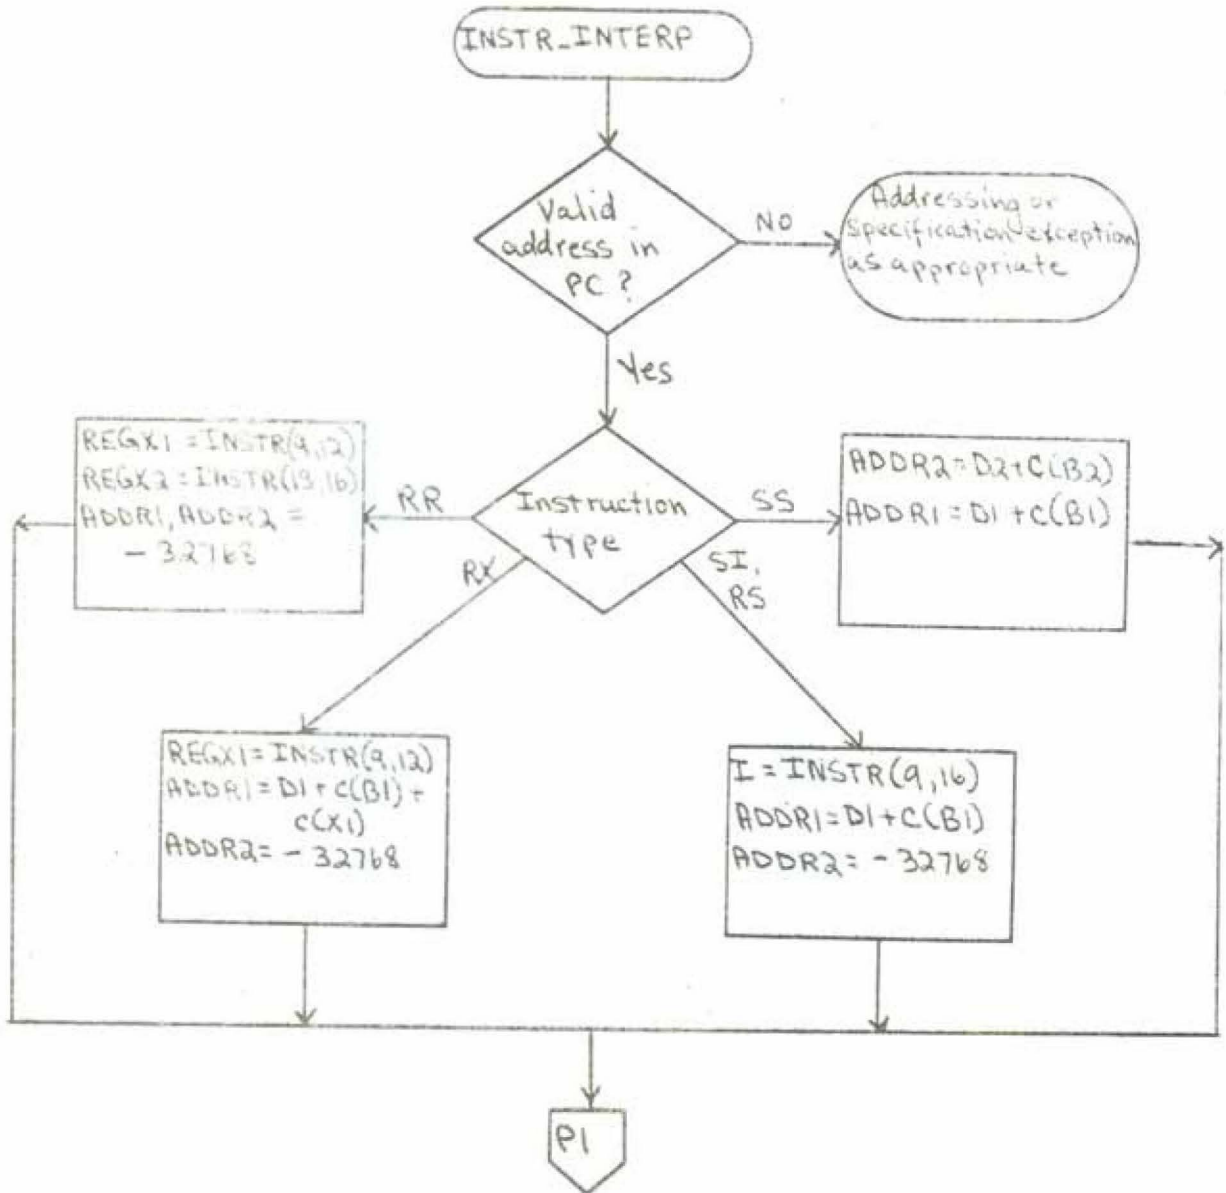 INSTR_INTERP
Valid
address in
PC?
NO
Addressing or
specification exception
as appropriate
Yes
REGX1 = INSTR(9,12)
REGX2 = INSTR(13,16)
ADDR1, ADDR2 =
- 32768
RR
Instruction
type
SS
ADDR2 = D2 + C(B2)
ADDR1 = D1 + C(B1)
RX
SI,
RS
REGX1 = INSTR(9,12)
ADDR1 = D1 + C(B1) +
C(X1)
ADDR2 = - 32768
I = INSTR(9,16)
ADDR1 = D1 + C(B1)
ADDR2 = - 32768
P1